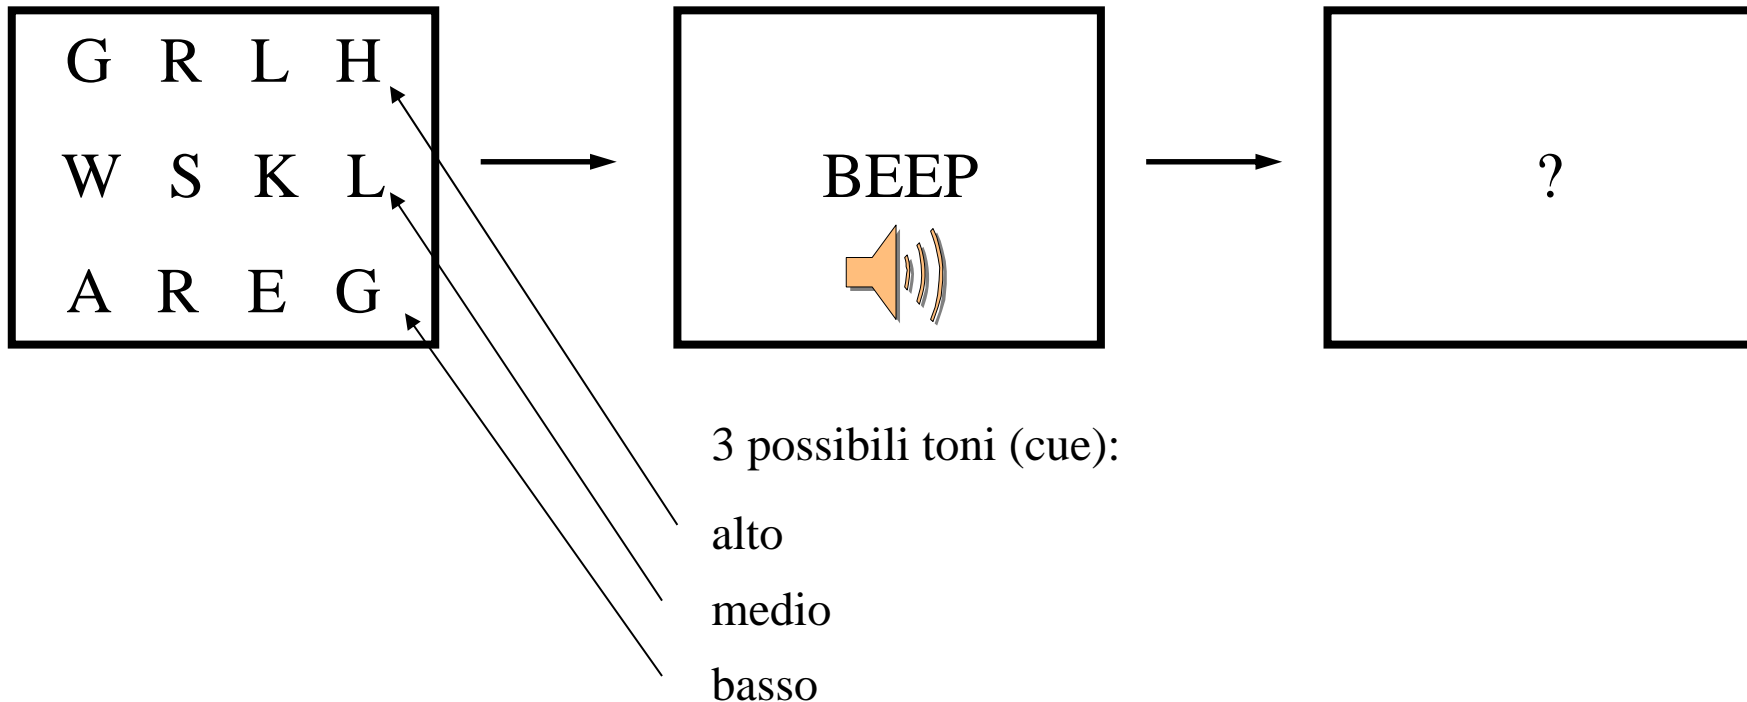 G R L H
W S K L
A R E G
BEEP
?
3 possibili toni (cue):
alto
medio
basso